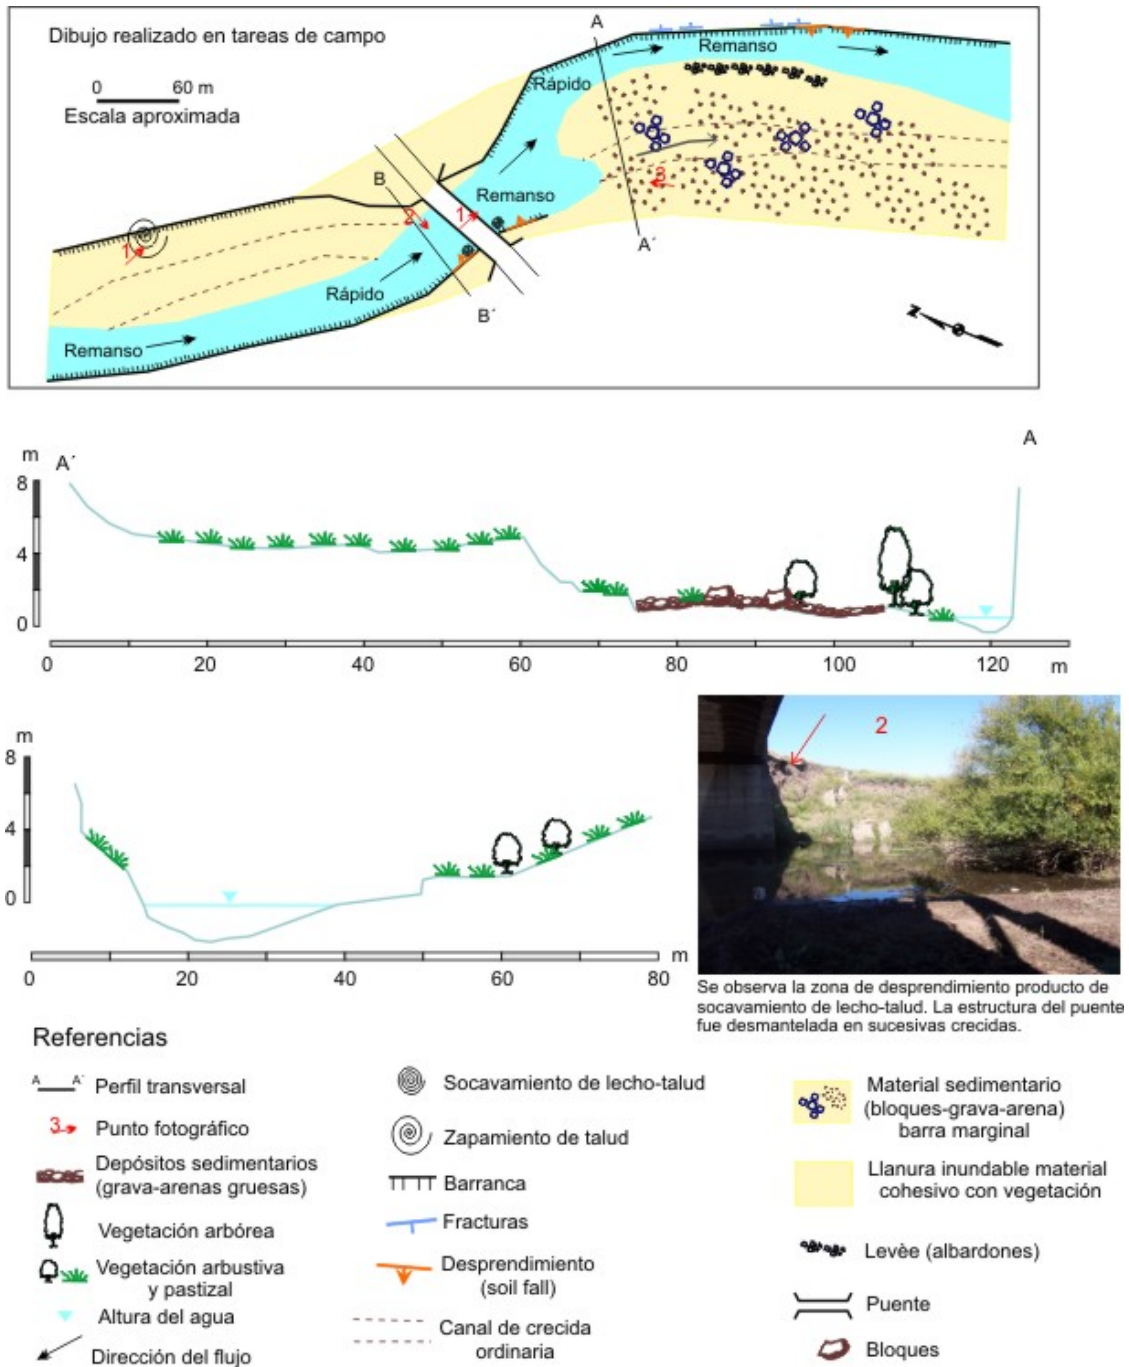 Dibujo realizado en tareas de campo
0 60 m
Escala aproximada
A
Remanso
Rápido
B
2
1
Remanso
3
1
A´
Rápido
B´
Remanso
N
m
A´
A
8
4
0
0 20 40 60 80 100 120 m
m
8
4
0
0 20 40 60 80 m
2
Se observa la zona de desprendimiento producto de
socavamiento de lecho-talud. La estructura del puente
fue desmantelada en sucesivas crecidas.
Referencias
A A´ Perfil transversal
3 Punto fotográfico
Depósitos sedimentarios
(grava-arenas gruesas)
Vegetación arbórea
Vegetación arbustiva
y pastizal
Altura del agua
Dirección del flujo
Socavamiento de lecho-talud
Zapamiento de talud
Barranca
Fracturas
Desprendimiento
(soil fall)
Canal de crecida
ordinaria
Material sedimentario
(bloques-grava-arena)
barra marginal
Llanura inundable material
cohesivo con vegetación
Levèe (albardones)
Puente
Bloques